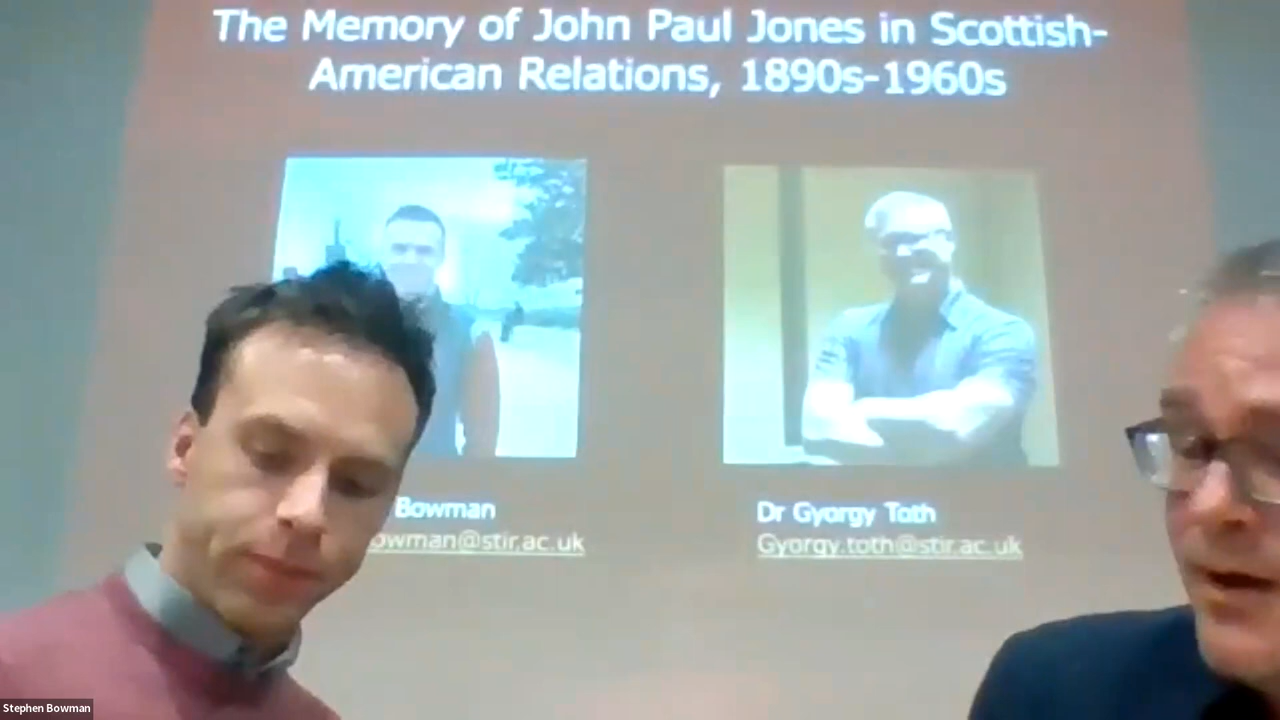 The Memory of John Paul Jones in Scottish-
American Relations, 1890s-1960s
Bowman
owman@stir.ac.uk
Dr Gyorgy Toth
Gyorgy.toth@stir.ac.uk
Stephen Bowman